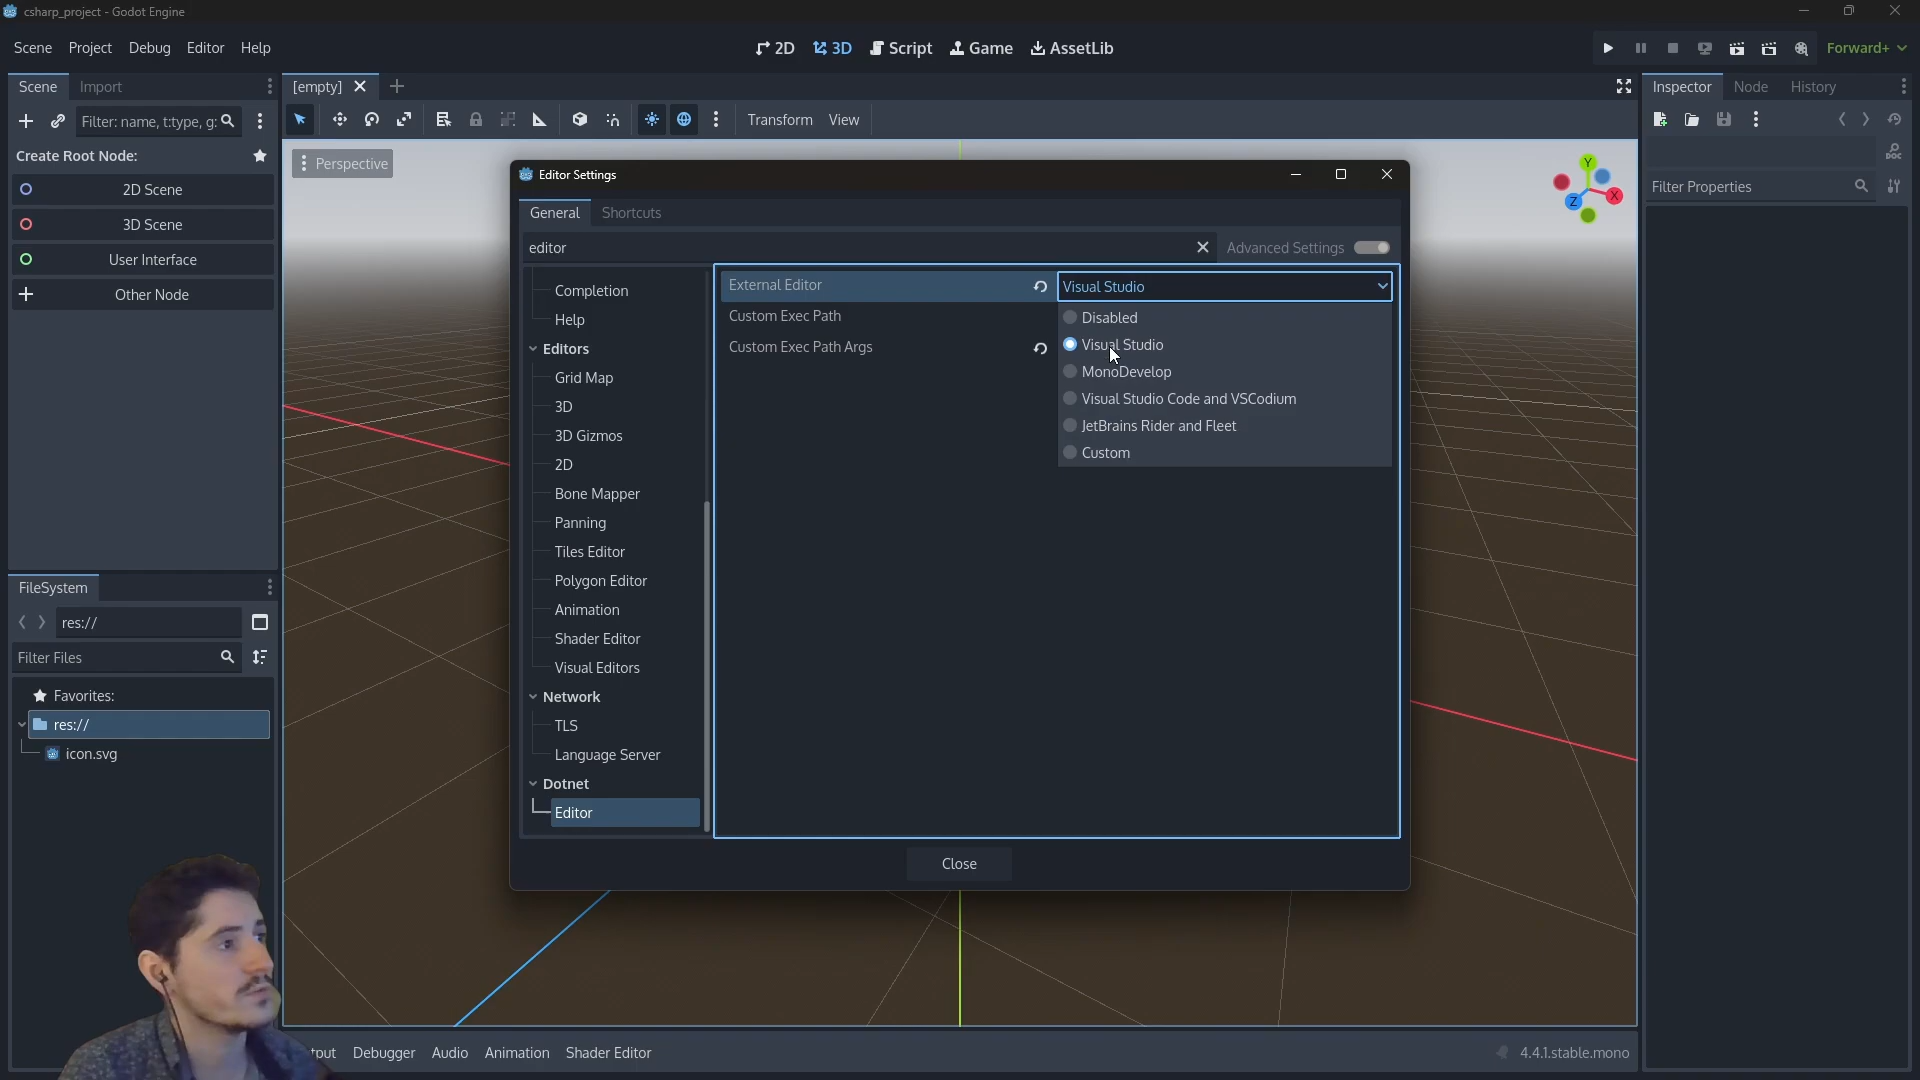 csharp_project - Godot Engine
Scene Project Debug Editor Help
2D 3D Script Game AssetLib
Forward+
Scene Import
[empty]
Inspector Node History
Filter: name, t:type, g:
Transform View
Create Root Node:
2D Scene
3D Scene
User Interface
Other Node
Perspective
Y
X
Z
DOC
Filter Properties
Editor Settings
General Shortcuts
editor
Advanced Settings
Completion
Help
Editors
Grid Map
3D
3D Gizmos
2D
Bone Mapper
Panning
Tiles Editor
Polygon Editor
Animation
Shader Editor
Visual Editors
Network
TLS
Language Server
Dotnet
Editor
External Editor
Visual Studio
Custom Exec Path
Custom Exec Path Args
Disabled
Visual Studio
MonoDevelop
Visual Studio Code and VSCodium
JetBrains Rider and Fleet
Custom
Close
FileSystem
res://
Filter Files
Favorites:
res://
icon.svg
tput Debugger Audio Animation Shader Editor
4.4.1.stable.mono